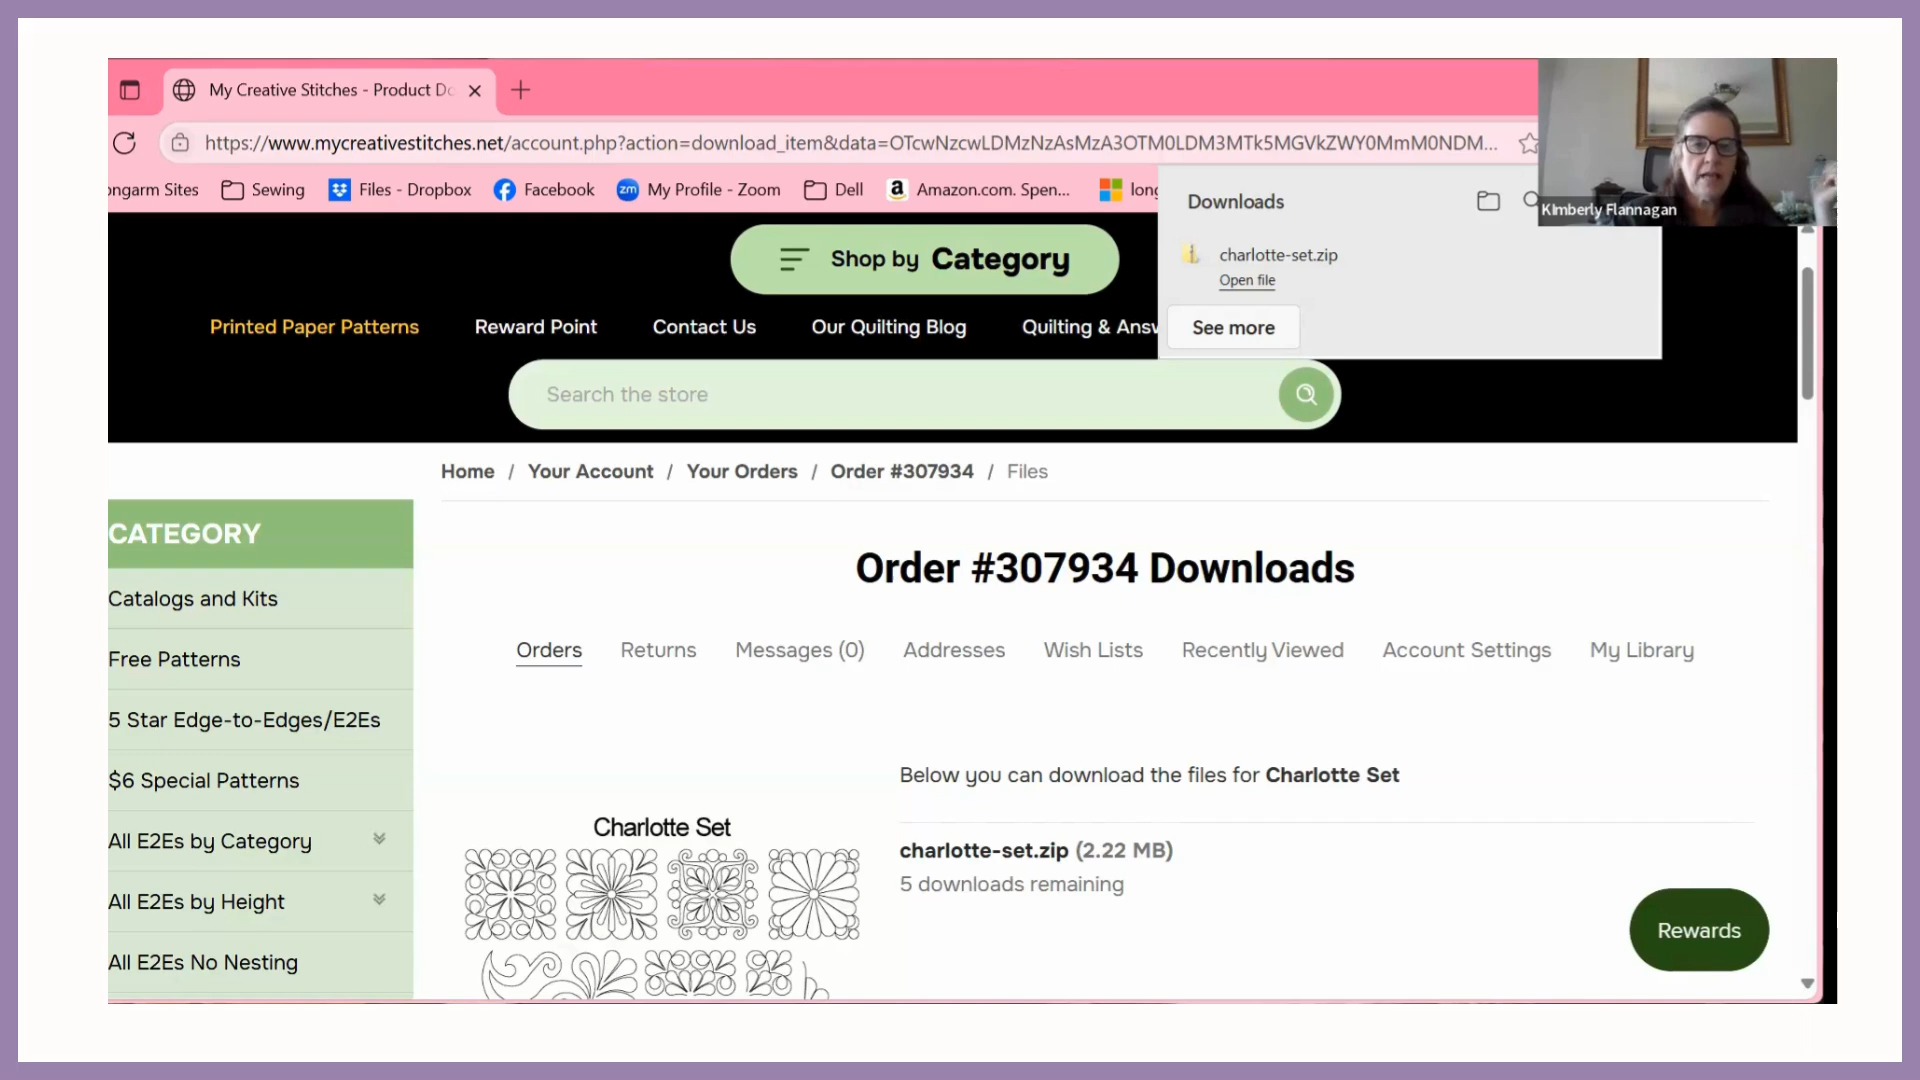 My Creative Stitches - Product Do
https://www.mycreativestitches.net/account.php?action=download_item&data=OTcwNzcwLDMzNzAsMzA3OTM0LDM3MTk5MGVkZWY0MmM0NDM...
ongarm Sites
Sewing
Files - Dropbox
Facebook
zm
My Profile - Zoom
Dell
a
Amazon.com. Spen...
long
Downloads
charlotte-set.zip
Open file
See more
Kimberly Flannagan
Shop by Category
Printed Paper Patterns
Reward Point
Contact Us
Our Quilting Blog
Quilting & Answ
Search the store
Home / Your Account / Your Orders / Order #307934 / Files
CATEGORY
Catalogs and Kits
Free Patterns
5 Star Edge-to-Edges/E2Es
$6 Special Patterns
All E2Es by Category
All E2Es by Height
All E2Es No Nesting
Order #307934 Downloads
Orders
Returns
Messages (0)
Addresses
Wish Lists
Recently Viewed
Account Settings
My Library
Below you can download the files for Charlotte Set
Charlotte Set
charlotte-set.zip (2.22 MB)
5 downloads remaining
Rewards